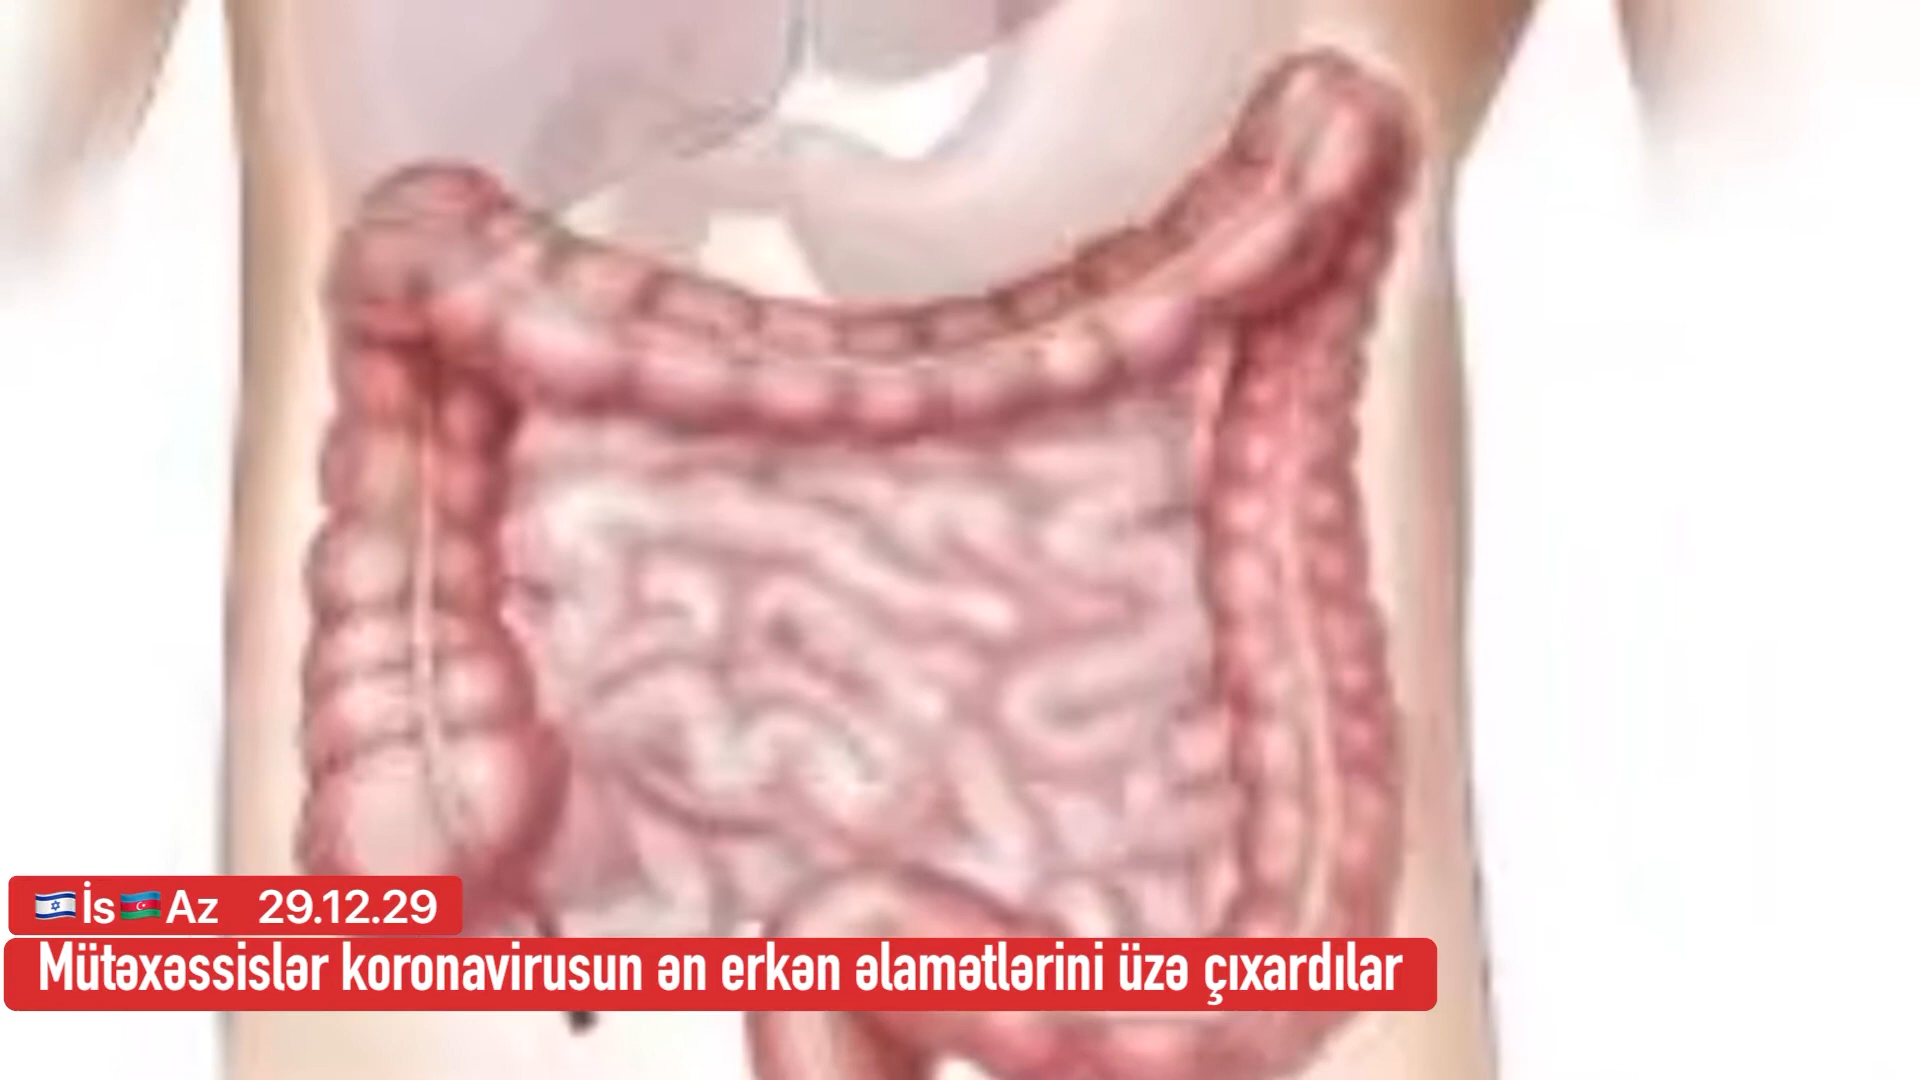 🇮🇱İs🇦🇿Az 29.12.29
Mütəxəssislər koronavirusun ən erkən əlamətlərini üzə çıxardılar